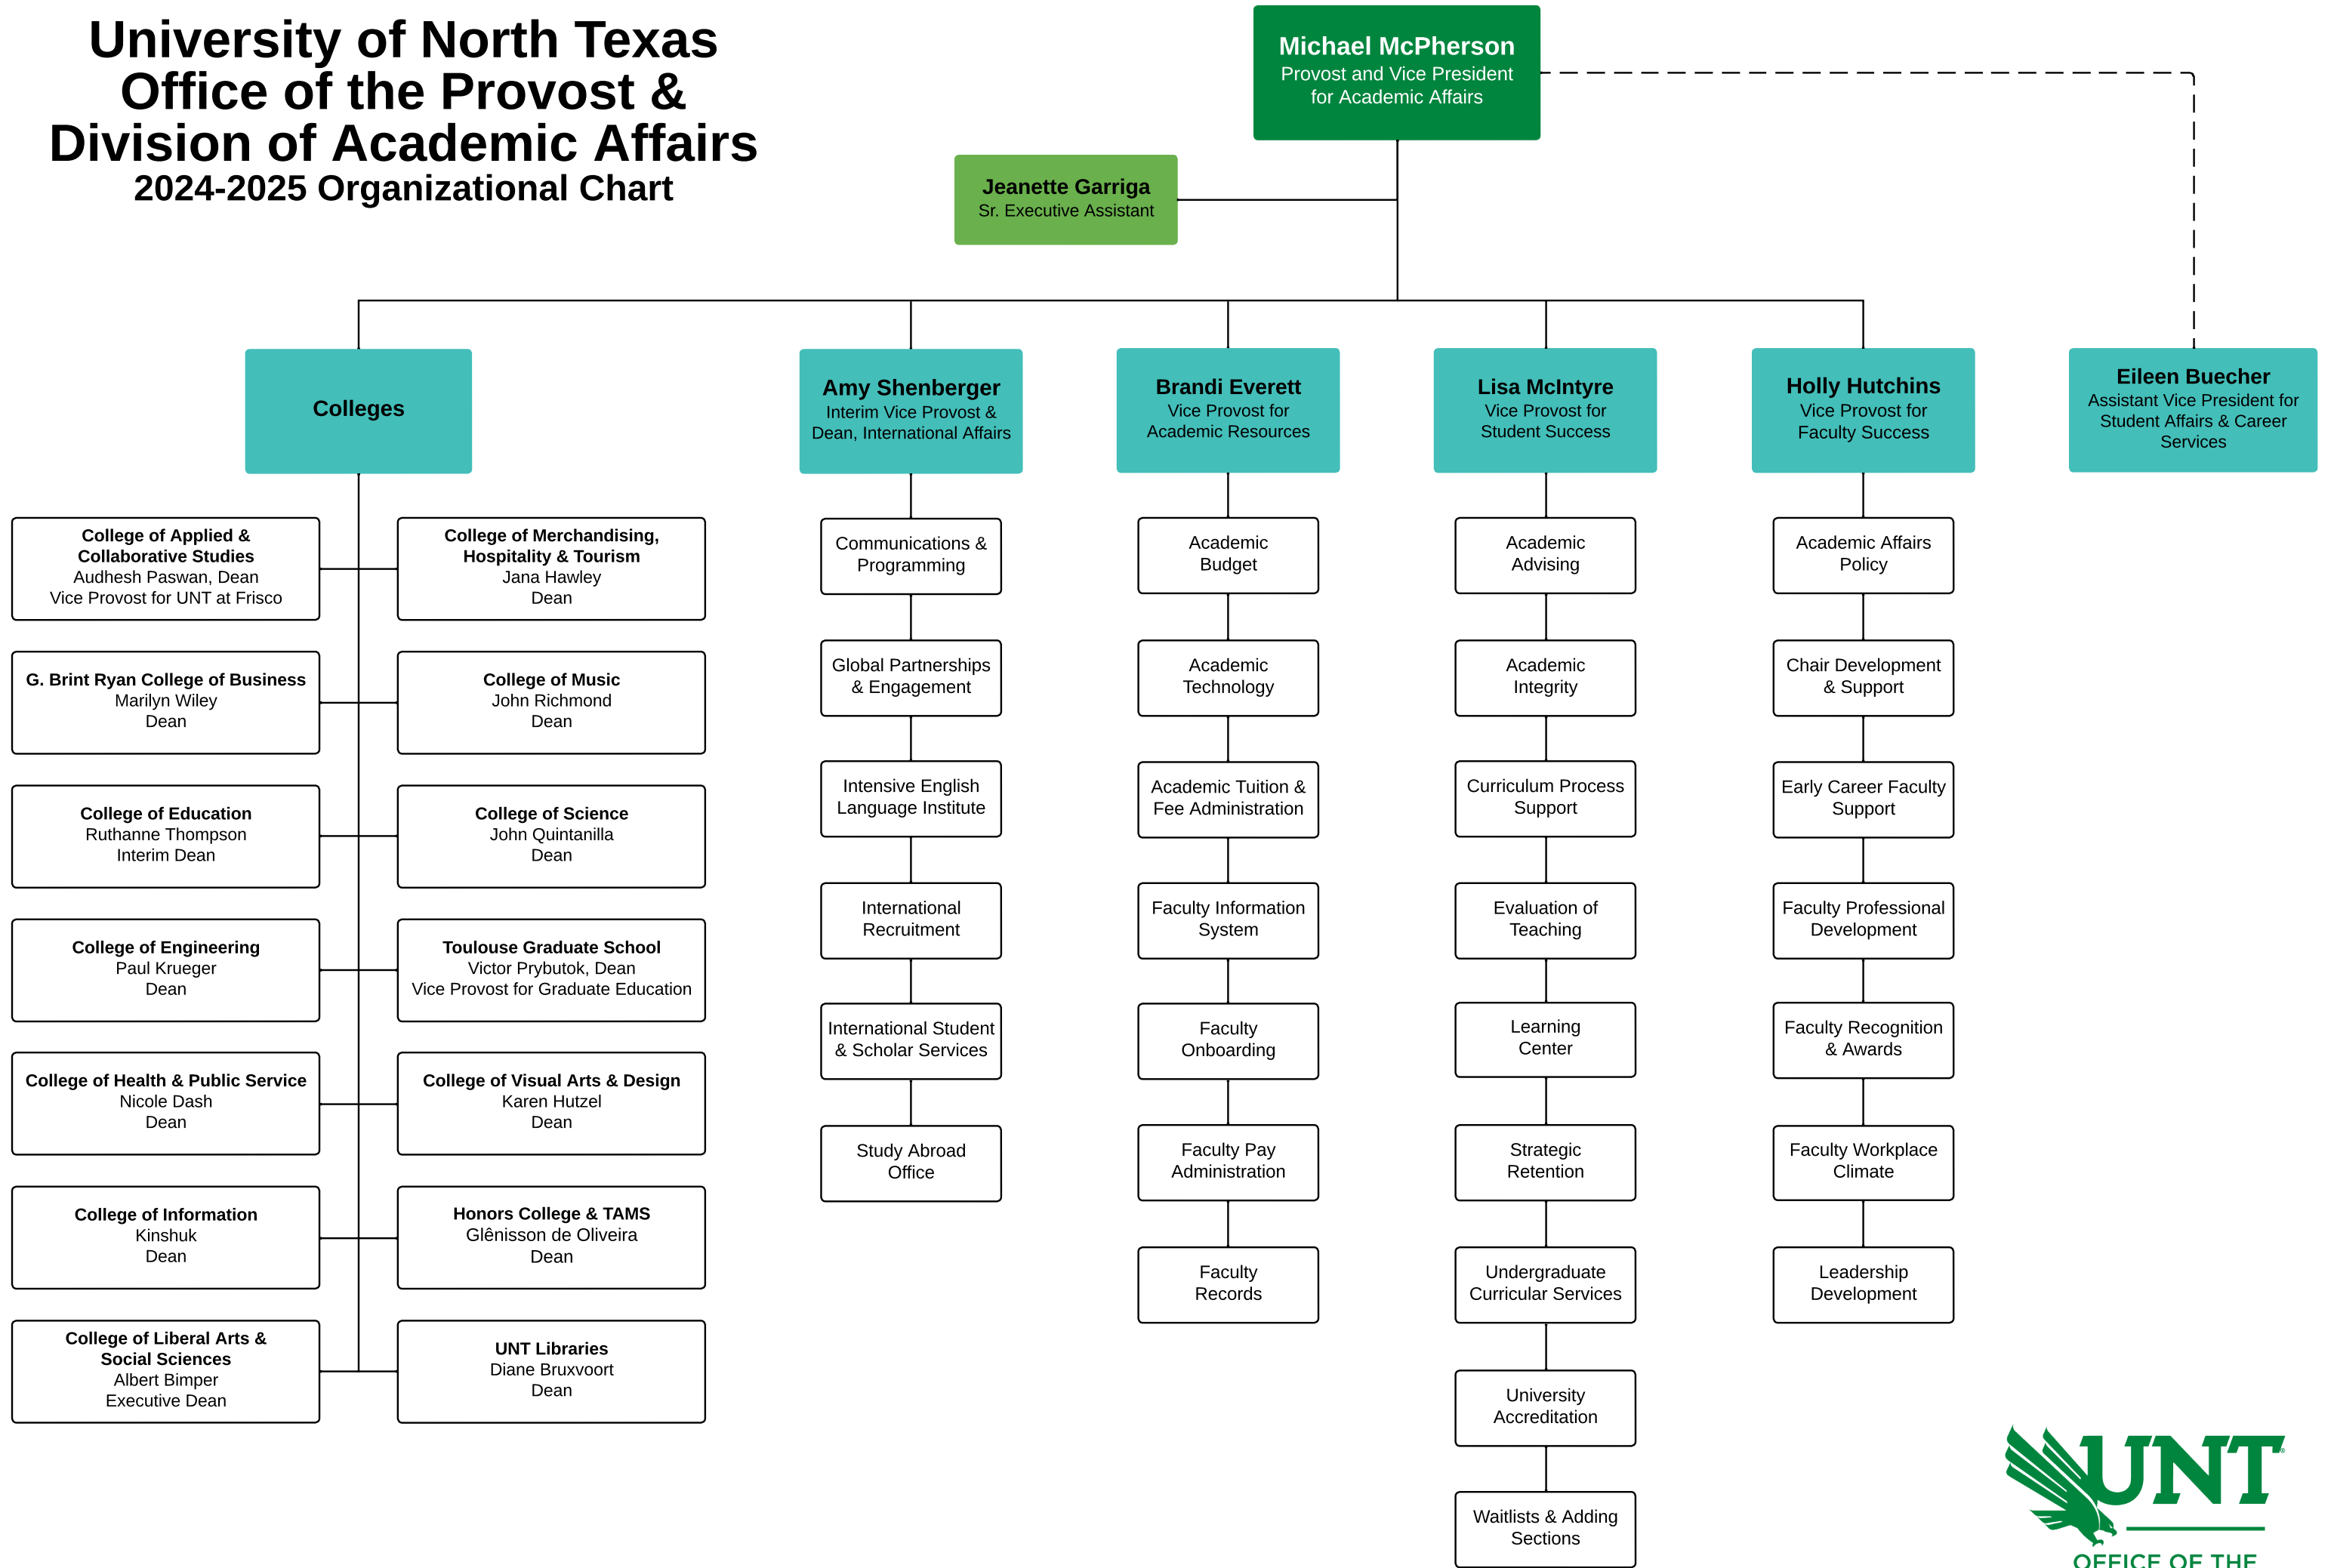 University of North Texas
Office of the Provost &
Division of Academic Affairs
2024-2025 Organizational Chart
Michael McPherson
Provost and Vice President
for Academic Affairs
Jeanette Garriga
Sr. Executive Assistant
Colleges
Amy Shenberger
Interim Vice Provost &
Dean, International Affairs
Brandi Everett
Vice Provost for
Academic Resources
Lisa McIntyre
Vice Provost for
Student Success
Holly Hutchins
Vice Provost for
Faculty Success
Eileen Buecher
Assistant Vice President for
Student Affairs & Career
Services
College of Applied &
Collaborative Studies
Audhesh Paswan, Dean
Vice Provost for UNT at Frisco
College of Merchandising,
Hospitality & Tourism
Jana Hawley
Dean
G. Brint Ryan College of Business
Marilyn Wiley
Dean
College of Music
John Richmond
Dean
College of Education
Ruthanne Thompson
Interim Dean
College of Science
John Quintanilla
Dean
College of Engineering
Paul Krueger
Dean
Toulouse Graduate School
Victor Prybutok, Dean
Vice Provost for Graduate Education
College of Health & Public Service
Nicole Dash
Dean
College of Visual Arts & Design
Karen Hutzel
Dean
College of Information
Kinshuk
Dean
Honors College & TAMS
Glênisson de Oliveira
Dean
College of Liberal Arts &
Social Sciences
Albert Bimper
Executive Dean
UNT Libraries
Diane Bruxvoort
Dean
Communications &
Programming
Global Partnerships
& Engagement
Intensive English
Language Institute
International
Recruitment
International Student
& Scholar Services
Study Abroad
Office
Academic
Budget
Academic
Technology
Academic Tuition &
Fee Administration
Faculty Information
System
Faculty
Onboarding
Faculty Pay
Administration
Faculty
Records
Academic
Advising
Academic
Integrity
Curriculum Process
Support
Evaluation of
Teaching
Learning
Center
Strategic
Retention
Undergraduate
Curricular Services
University
Accreditation
Waitlists & Adding
Sections
Academic Affairs
Policy
Chair Development
& Support
Early Career Faculty
Support
Faculty Professional
Development
Faculty Recognition
& Awards
Faculty Workplace
Climate
Leadership
Development
UNT®
OFFICE OF THE